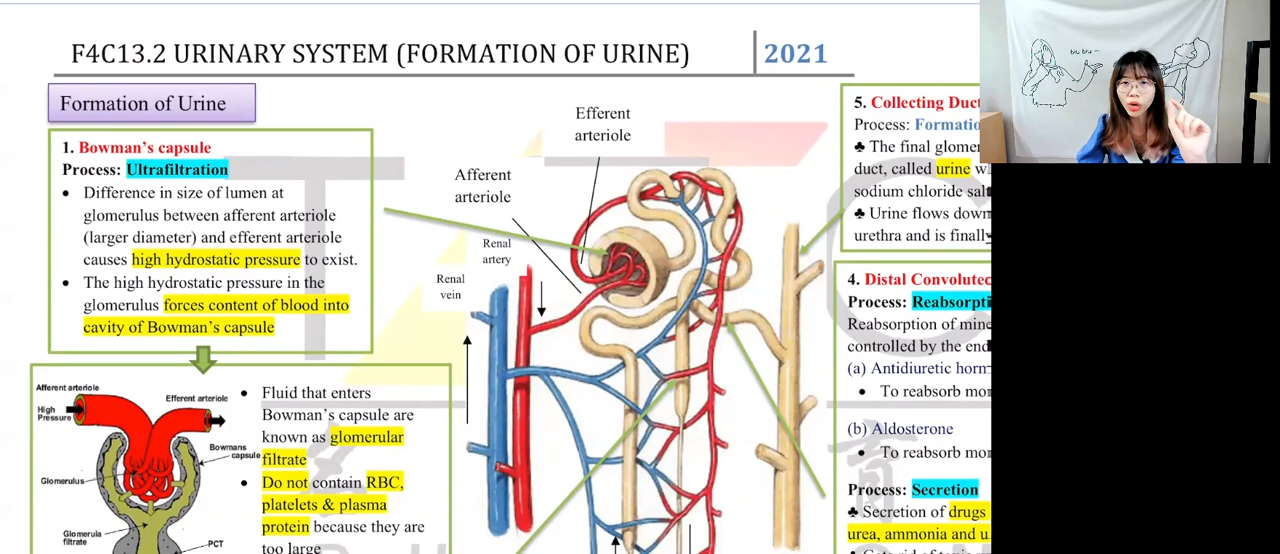 F4C13.2 URINARY SYSTEM (FORMATION OF URINE)
2021
Formation of Urine
1. Bowman's capsule
Process: Ultrafiltration
• Difference in size of lumen at
glomerulus between afferent arteriole
(larger diameter) and efferent arteriole
causes high hydrostatic pressure to exist.
• The high hydrostatic pressure in the
glomerulus forces content of blood into
cavity of Bowman's capsule
Afferent arteriole
High
Pressure
Efferent arteriole
Bowmans
capsule
Glomerulus
Glomerula
filtrate
PCT
• Fluid that enters
Bowman's capsule are
known as glomerular
filtrate
• Do not contain RBC,
platelets & plasma
protein because they are
too large
Efferent
arteriole
Afferent
arteriole
Renal
artery
Renal
vein
5. Collecting Duct
Process: Formatio
♣ The final glomer
duct, called urine w
sodium chloride salt
♣ Urine flows down
urethra and is finally
4. Distal Convolutec
Process: Reabsorpti
Reabsorption of mine
controlled by the end
(a) Antidiuretic horm
• To reabsorb mor
(b) Aldosterone
• To reabsorb mor
Process: Secretion
♣ Secretion of drugs
urea, ammonia and u